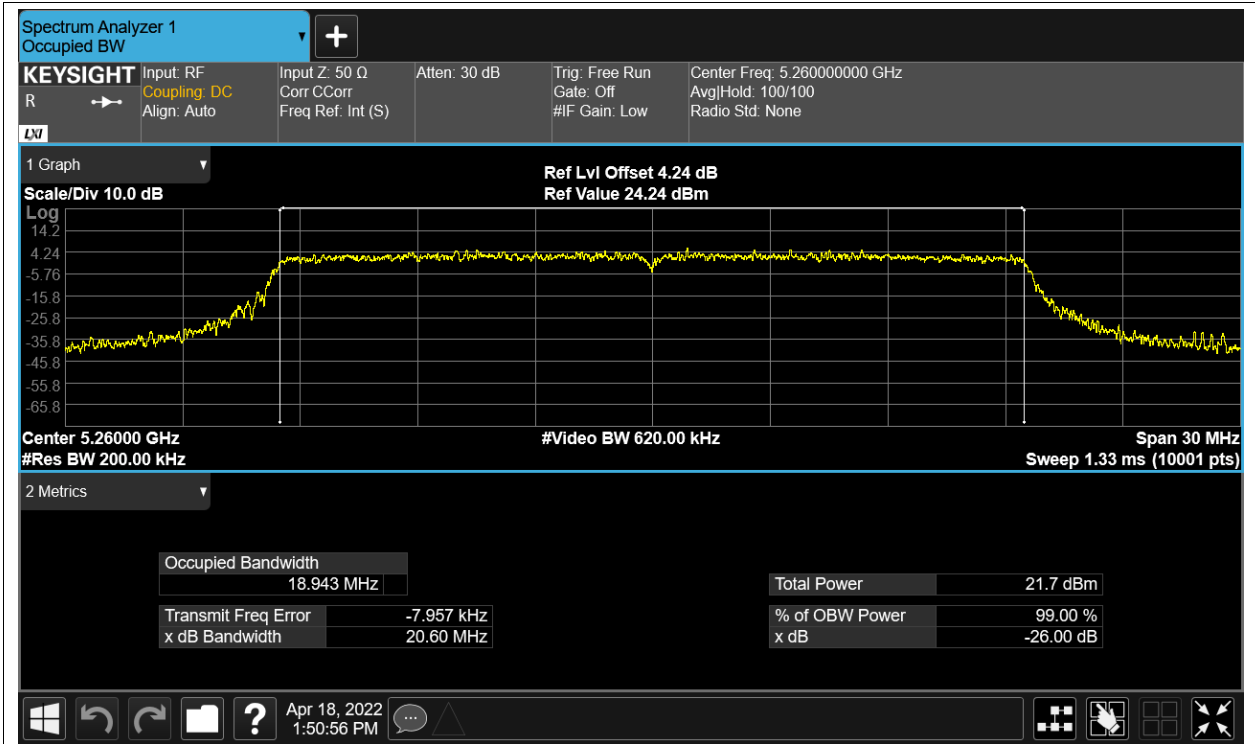 Spectrum Analyzer 1
Occupied BW
KEYSIGHT
R
LXI
Input: RF
Coupling: DC
Align: Auto
Input Z: 50 Ω
Corr CCorr
Freq Ref: Int (S)
Atten: 30 dB
Trig: Free Run
Gate: Off
#IF Gain: Low
Center Freq: 5.260000000 GHz
Avg|Hold: 100/100
Radio Std: None
1 Graph
Scale/Div 10.0 dB
Ref Lvl Offset 4.24 dB
Ref Value 24.24 dBm
Log
14.2
4.24
-5.76
-15.8
-25.8
-35.8
-45.8
-55.8
-65.8
Center 5.26000 GHz
#Res BW 200.00 kHz
#Video BW 620.00 kHz
Span 30 MHz
Sweep 1.33 ms (10001 pts)
2 Metrics
Occupied Bandwidth
18.943 MHz
Transmit Freq Error -7.957 kHz
x dB Bandwidth 20.60 MHz
Total Power 21.7 dBm
% of OBW Power 99.00 %
x dB -26.00 dB
?
Apr 18, 2022
1:50:56 PM